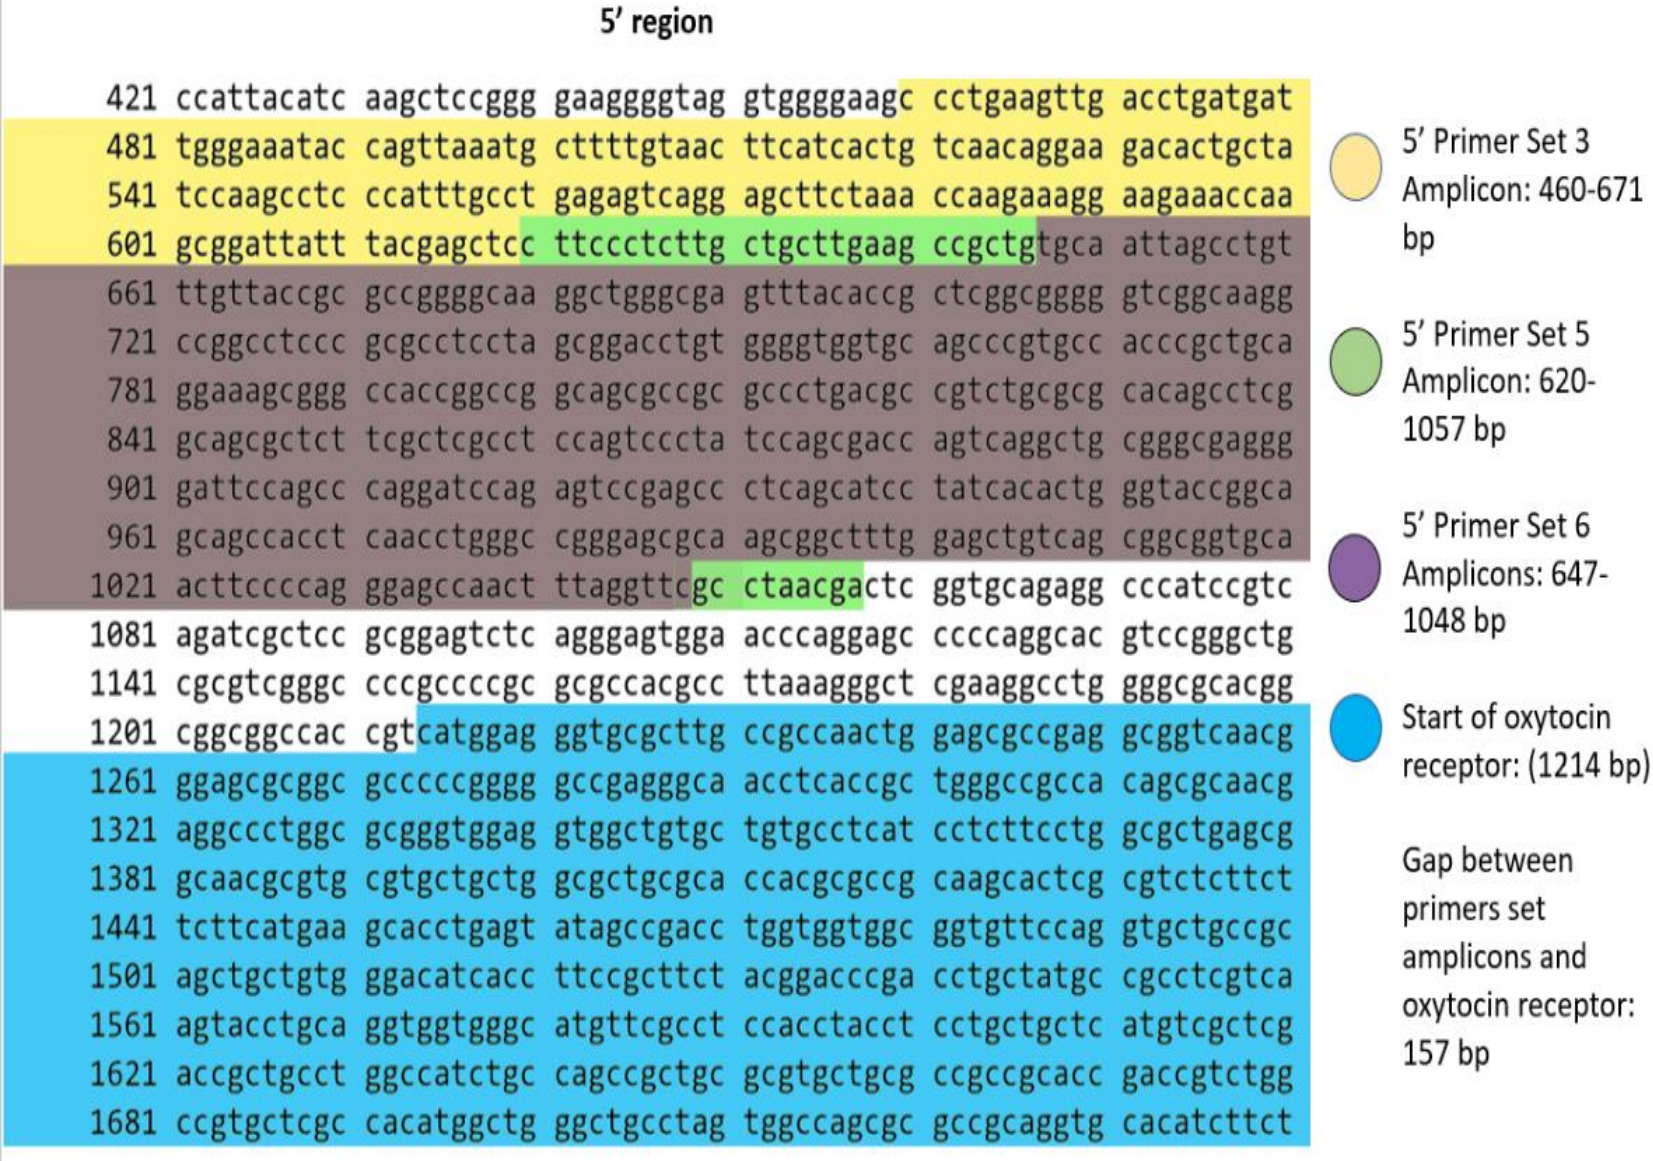 5’ region
421 ccattacatc aagctccggg gaaggggtag gtggggaagc cctgaagttg acctgatgat
481 tgggaaatac cagttaaatg cttttgtaac ttcatcactg tcaacaggaa gacactgcta
541 tccaagcctc ccatttgcct gagagtcagg agcttctaaa ccaagaaagg aagaaaccaa
601 gcggattatt tacgagctcc ttccctcttg ctgcttgaag ccgctgtgca attagcctgt
661 ttgttaccgc gccggggcaa ggctgggcga gtttacaccg ctcggcgggg gtcggcaagg
721 ccggcctccc gcgcctccta gcggacctgt ggggtggtgc agcccgtgcc acccgctgca
781 ggaaagcggg ccaccggccg gcagcgccgc gccctgacgc cgtctgcgcg cacagcctcg
841 gcagcgctct tcgctcgcct ccagtcccta tccagcgacc agtcaggctg cgggcgaggg
901 gattccagcc caggatccag agtccgagcc ctcagcatcc tatcacactg ggtaccggca
961 gcagccacct caacctgggc cgggagcgca agcggctttg gagctgtcag cggcggtgca
1021 acttccccag ggagccaact ttaggttcgc ctaacgactc ggtgcagagg cccatccgtc
1081 agatcgctcc gcggagtctc agggagtgga acccaggagc ccccaggcac gtccgggctg
1141 cgcgtcgggc cccgccccgc gcgccacgcc ttaaagggct cgaaggcctg gggcgcacgg
1201 cggcggccac cgtcatggag ggtgcgcttg ccgccaactg gagcgccgag gcggtcaacg
1261 ggagcgcggc gcccccgggg gccgagggca acctcaccgc tgggccgcca cagcgcaacg
1321 aggccctggc gcgggtggag gtggctgtgc tgtgcctcat cctcttcctg gcgctgagcg
1381 gcaacgcgtg cgtgctgctg gcgctgcgca ccacgcgccg caagcactcg cgtctcttct
1441 tcttcatgaa gcacctgagt atagccgacc tggtggtggc ggtgttccag gtgctgccgc
1501 agctgctgtg ggacatcacc ttccgcttct acggacccga cctgctatgc cgcctcgtca
1561 agtacctgca ggtggtgggc atgttcgcct ccacctacct cctgctgctc atgtcgctcg
1621 accgctgcct ggccatctgc cagccgctgc gcgtgctgcg ccgccgcacc gaccgtctgg
1681 ccgtgctcgc cacatggctg ggctgcctag tggccagcgc gccgcaggtg cacatcttct
5’ Primer Set 3
Amplicon: 460-671
bp
5’ Primer Set 5
Amplicon: 620-
1057 bp
5’ Primer Set 6
Amplicons: 647-
1048 bp
Start of oxytocin
receptor: (1214 bp)
Gap between
primers set
amplicons and
oxytocin receptor:
157 bp